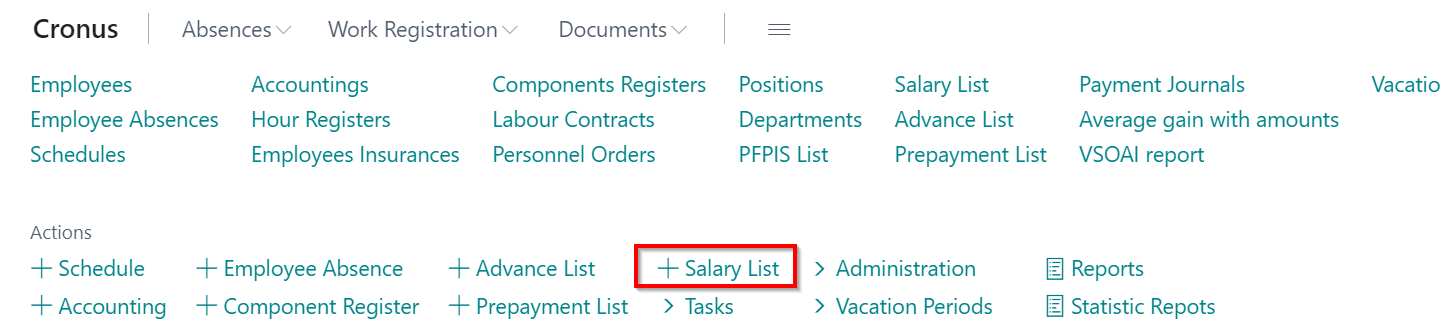 Cronus Absences Work Registration Documents
Employees Accountings Components Registers Positions Salary List Payment Journals Vacatio
Employee Absences Hour Registers Labour Contracts Departments Advance List Average gain with amounts
Schedules Employees Insurances Personnel Orders PFPIS List Prepayment List VSOAI report
Actions
+ Schedule + Employee Absence + Advance List + Salary List > Administration Reports
+ Accounting + Component Register + Prepayment List > Tasks > Vacation Periods Statistic Repots